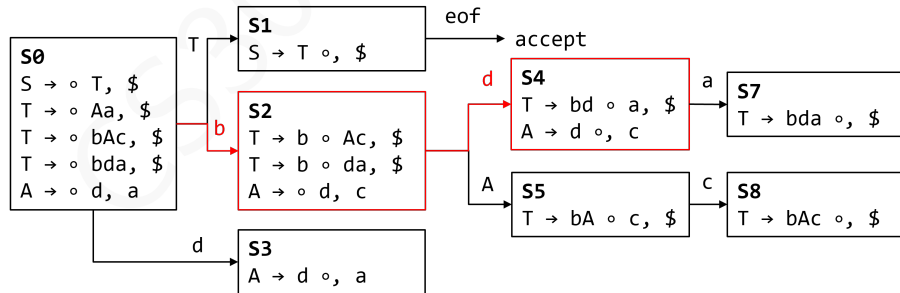 S0
S → ∘ T, $
T → ∘ Aa, $
T → ∘ bAc, $
T → ∘ bda, $
A → ∘ d, a
T
S1
S → T ∘, $
eof
accept
b
S2
T → b ∘ Ac, $
T → b ∘ da, $
A → ∘ d, c
d
S4
T → bd ∘ a, $
A → d ∘, c
a
S7
T → bda ∘, $
A
S5
T → bA ∘ c, $
c
S8
T → bAc ∘, $
d
S3
A → d ∘, a